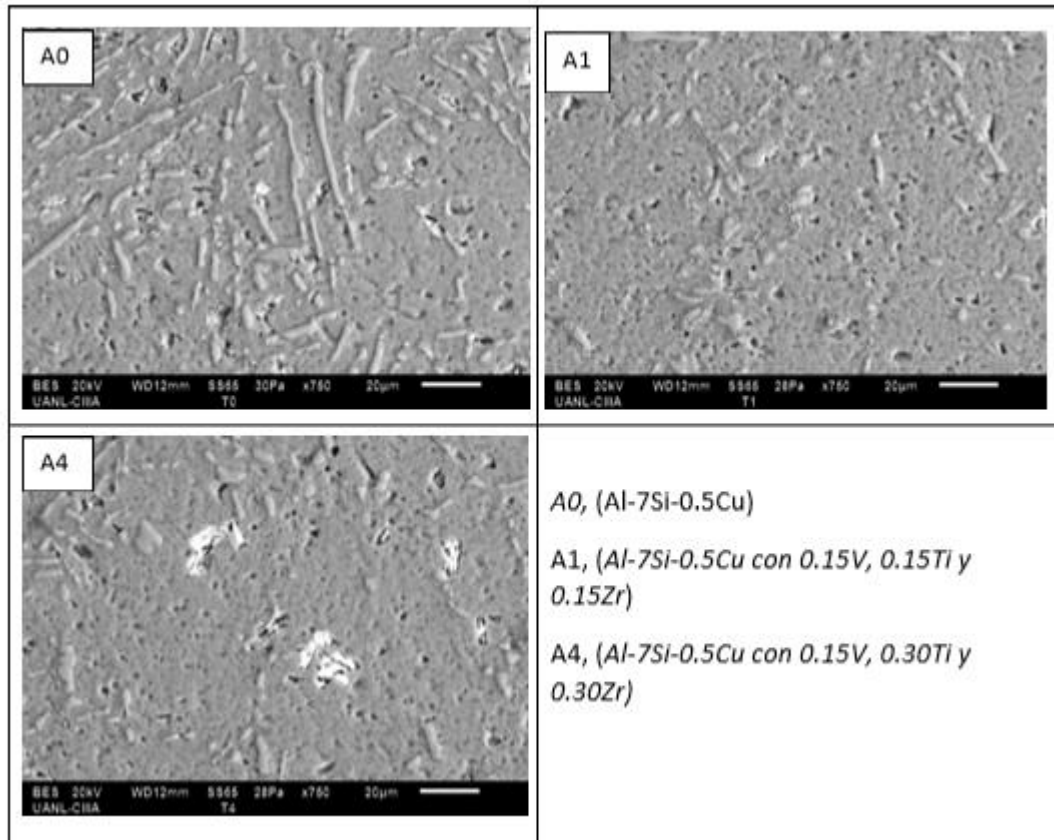 A0
BES 20kV WD12mm SS65 30Pa x750 20µm
UANL-CIIIA T0
A1
BES 20kV WD12mm SS65 28Pa x750 20µm
UANL-CIIIA T1
A4
BES 20kV WD12mm SS65 28Pa x750 20µm
UANL-CIIIA T4
A0, (Al-7Si-0.5Cu)
A1, (Al-7Si-0.5Cu con 0.15V, 0.15Ti y
0.15Zr)
A4, (Al-7Si-0.5Cu con 0.15V, 0.30Ti y
0.30Zr)